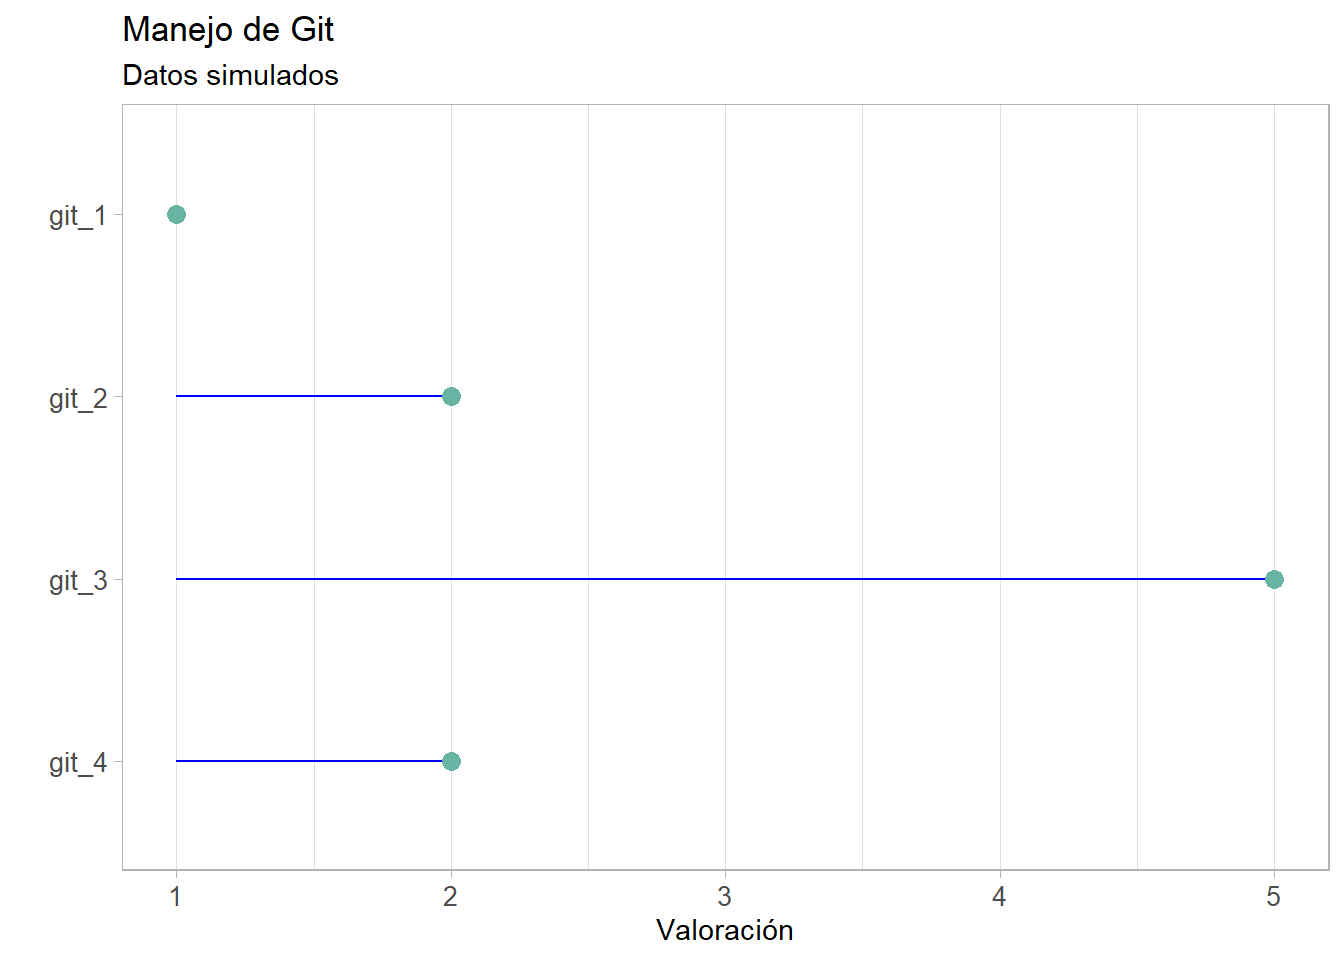 Manejo de Git
Datos simulados
git_1
git_2
git_3
git_4
1 2 3 4 5
Valoración